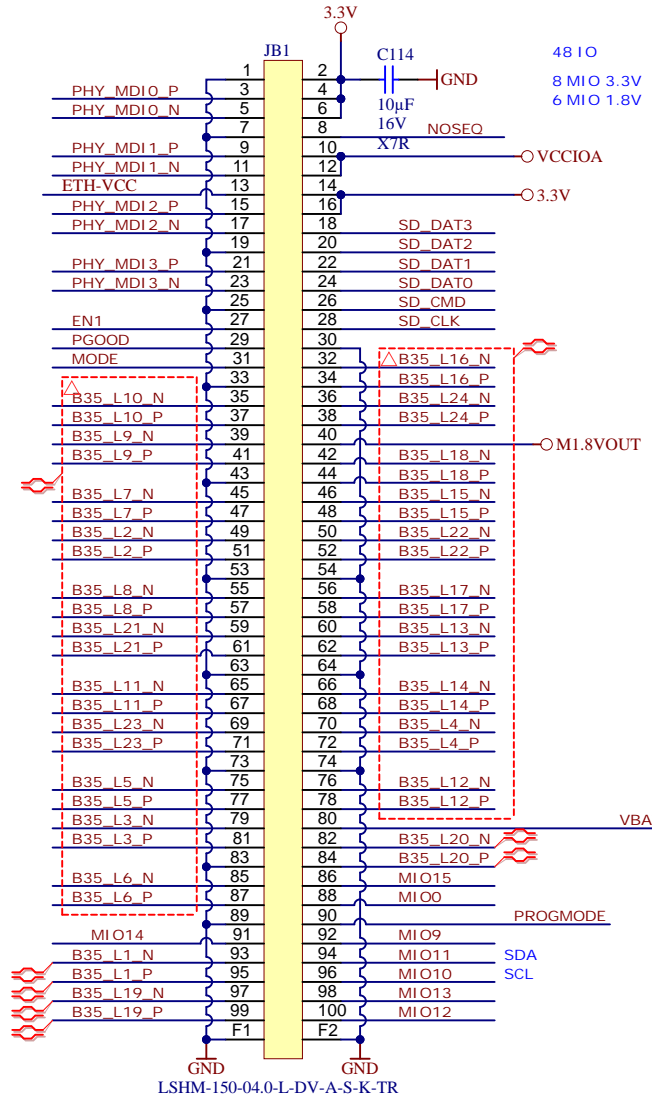 3.3V
JB1
C114
48 IO
GND
8 MIO 3.3V
10µF
6 MIO 1.8V
16V
X7R
1 2
PHY_MDI0_P 3 4
PHY_MDI0_N 5 6
7 8 NOSEQ
PHY_MDI1_P 9 10 VCCIOA
PHY_MDI1_N 11 12
ETH-VCC 13 14 3.3V
PHY_MDI2_P 15 16
PHY_MDI2_N 17 18 SD_DAT3
19 20 SD_DAT2
PHY_MDI3_P 21 22 SD_DAT1
PHY_MDI3_N 23 24 SD_DAT0
25 26 SD_CMD
EN1 27 28 SD_CLK
PGOOD 29 30
MODE 31 32 B35_L16_N
33 34 B35_L16_P
B35_L10_N 35 36 B35_L24_N
B35_L10_P 37 38 B35_L24_P
B35_L9_N 39 40 M1.8VOUT
B35_L9_P 41 42 B35_L18_N
43 44 B35_L18_P
B35_L7_N 45 46 B35_L15_N
B35_L7_P 47 48 B35_L15_P
B35_L2_N 49 50 B35_L22_N
B35_L2_P 51 52 B35_L22_P
53 54
B35_L8_N 55 56 B35_L17_N
B35_L8_P 57 58 B35_L17_P
B35_L21_N 59 60 B35_L13_N
B35_L21_P 61 62 B35_L13_P
63 64
B35_L11_N 65 66 B35_L14_N
B35_L11_P 67 68 B35_L14_P
B35_L23_N 69 70 B35_L4_N
B35_L23_P 71 72 B35_L4_P
73 74
B35_L5_N 75 76 B35_L12_N
B35_L5_P 77 78 B35_L12_P
B35_L3_N 79 80 VBA
B35_L3_P 81 82 B35_L20_N
83 84 B35_L20_P
B35_L6_N 85 86 MIO15
B35_L6_P 87 88 MIO0
89 90 PROGMODE
MIO14 91 92 MIO9
B35_L1_N 93 94 MIO11 SDA
B35_L1_P 95 96 MIO10 SCL
B35_L19_N 97 98 MIO13
B35_L19_P 99 100 MIO12
F1 F2
GND GND
LSHM-150-04.0-L-DV-A-S-K-TR